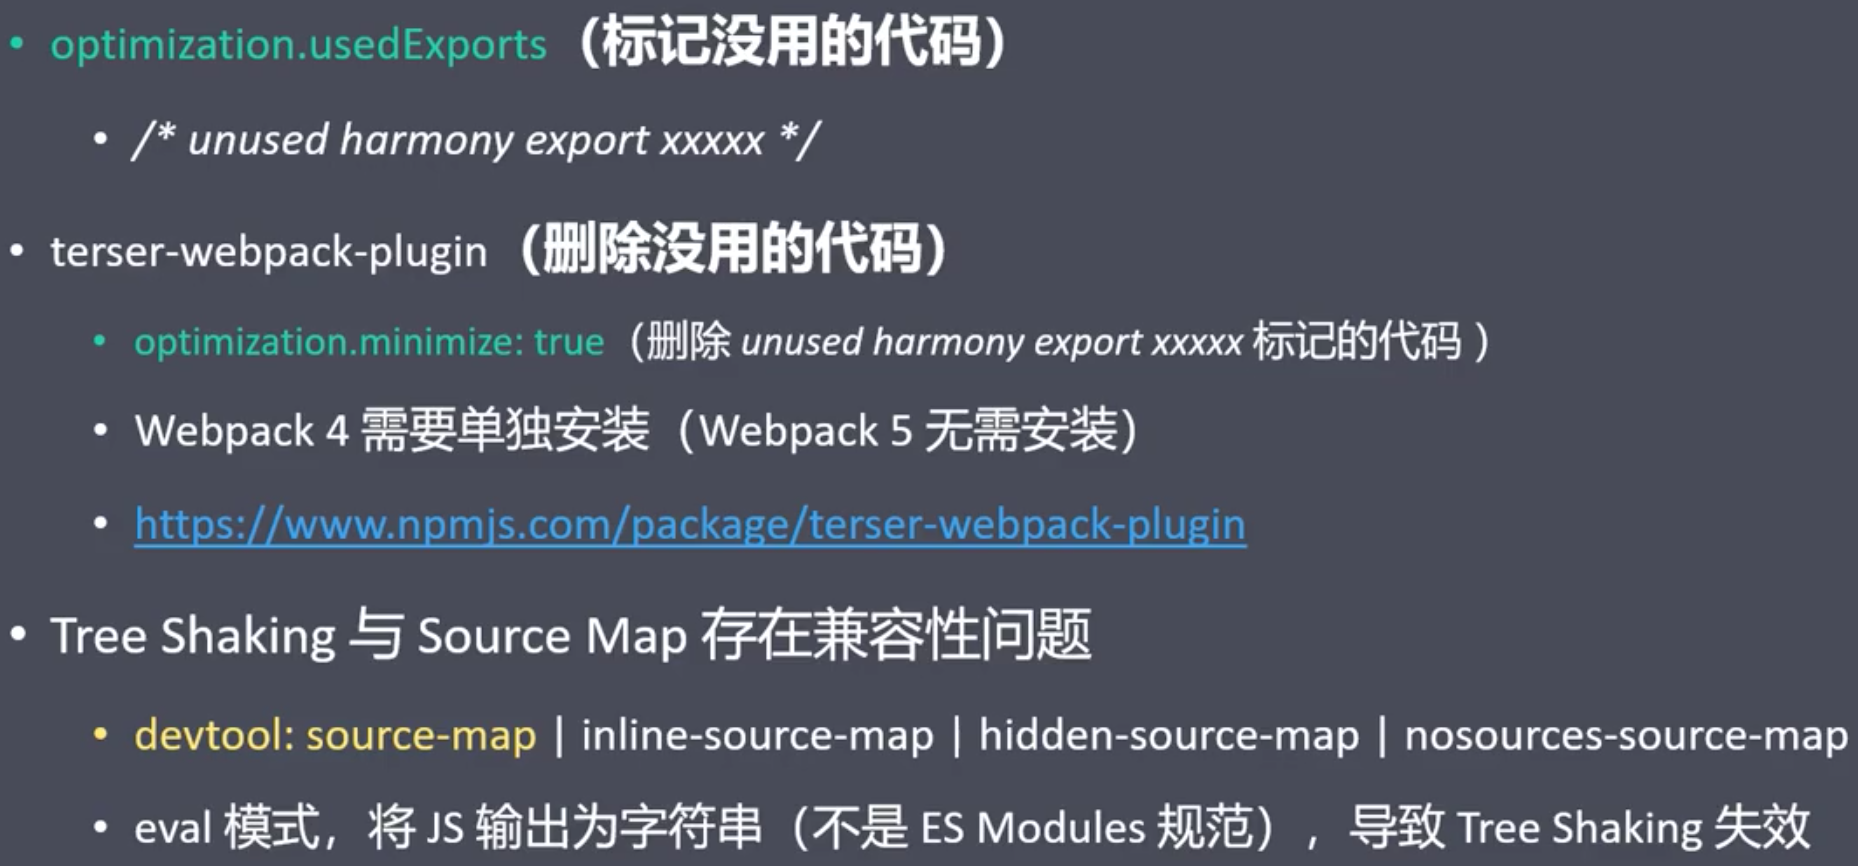 • optimization.usedExports（标记没用的代码）
• /* unused harmony export xxxxx */
• terser-webpack-plugin（删除没用的代码）
• optimization.minimize: true（删除 unused harmony export xxxxx 标记的代码 ）
• Webpack 4 需要单独安装（Webpack 5 无需安装）
• https://www.npmjs.com/package/terser-webpack-plugin
• Tree Shaking 与 Source Map 存在兼容性问题
• devtool: source-map | inline-source-map | hidden-source-map | nosources-source-map
• eval 模式，将 JS 输出为字符串（不是 ES Modules 规范），导致 Tree Shaking 失效